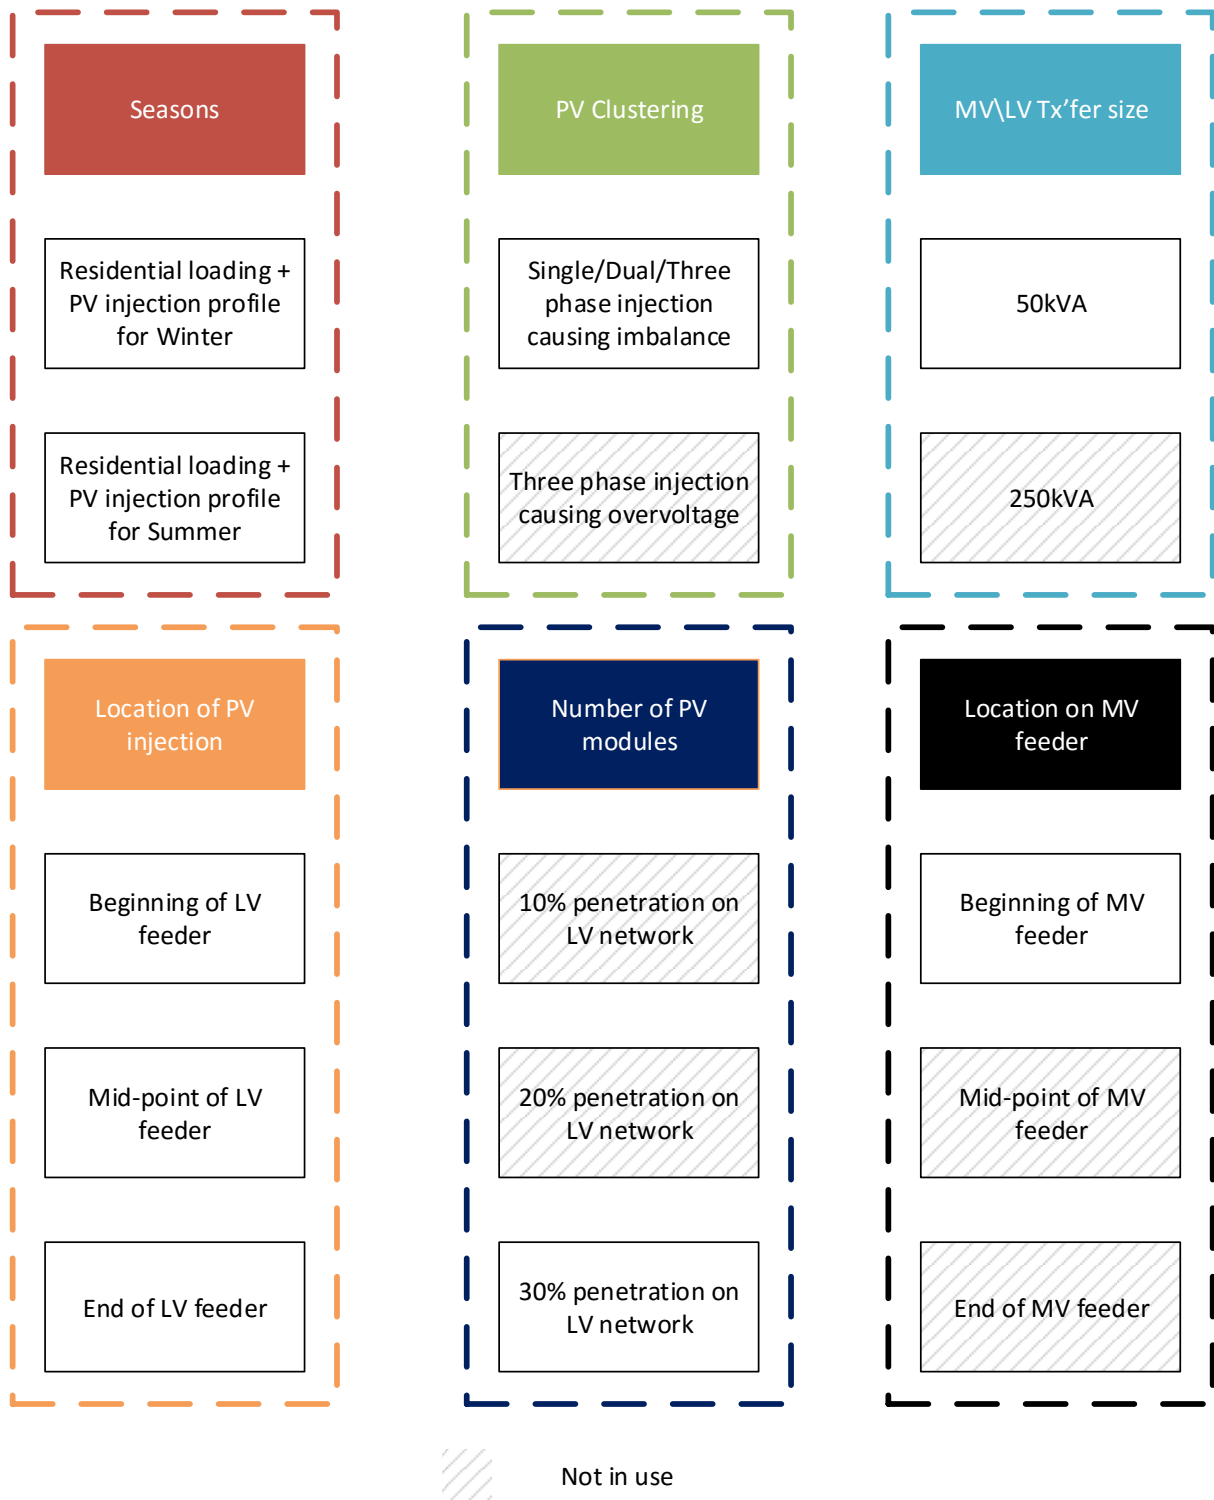 Seasons
Residential loading +
PV injection profile
for Winter
Residential loading +
PV injection profile
for Summer
PV Clustering
Single/Dual/Three
phase injection
causing imbalance
Three phase injection
causing overvoltage
MV\LV Tx’fer size
50kVA
250kVA
Location of PV
injection
Beginning of LV
feeder
Mid-point of LV
feeder
End of LV feeder
Number of PV
modules
10% penetration on
LV network
20% penetration on
LV network
30% penetration on
LV network
Location on MV
feeder
Beginning of MV
feeder
Mid-point of MV
feeder
End of MV feeder
Not in use